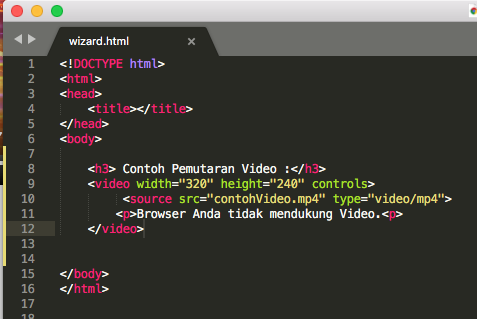 wizard.html
1 <!DOCTYPE html>
2 <html>
3 <head>
4 <title></title>
5 </head>
6 <body>
7
8 <h3> Contoh Pemutaran Video :</h3>
9 <video width="320" height="240" controls>
10 <source src="contohVideo.mp4" type="video/mp4">
11 <p>Browser Anda tidak mendukung Video.<p>
12 </video>
13
14
15 </body>
16 </html>
17
18